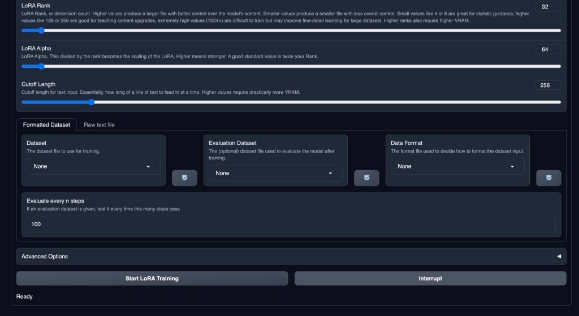 LoRA Rank
32
LoRA Rank, or dimension count. Higher values produce a larger file with better control over the model's content. Smaller values produce a smaller file with less overall control. Small values like 4 or 8 are great for stylistic guidance, higher
values like 128 or 256 are good for teaching content upgrades, extremely high values (1024+) are difficult to train but may improve fine-detail learning for large datasets. Higher ranks also require higher VRAM.
LoRA Alpha
64
LoRA Alpha. This divided by the rank becomes the scaling of the LoRA. Higher means stronger. A good standard value is twice your Rank.
Cutoff Length
256
Cutoff length for text input. Essentially, how long of a line of text to feed in at a time. Higher values require drastically more VRAM.
Formatted Dataset
Raw text file
Dataset
The dataset file to use for training.
None
Evaluation Dataset
The (optional) dataset file used to evaluate the model after
training.
None
Data Format
The format file used to decide how to format the dataset input.
None
Evaluate every n steps
If an evaluation dataset is given, test it every time this many steps pass.
100
Advanced Options
Start LoRA Training
Interrupt
Ready